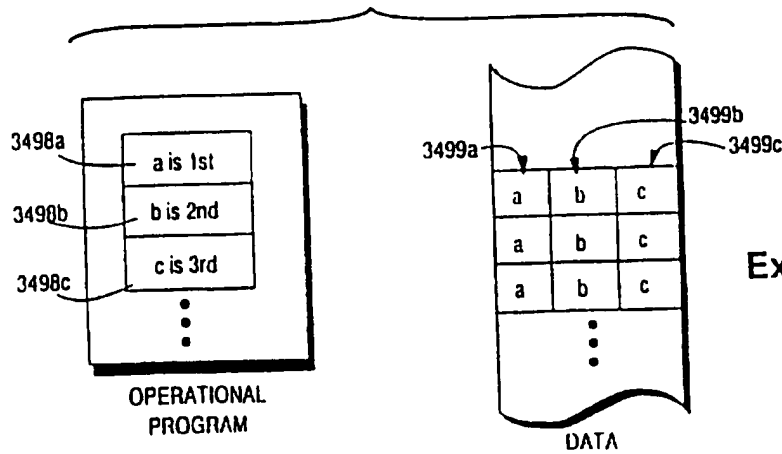 3498a
a is 1st
3498b
b is 2nd
3498c
c is 3rd
OPERATIONAL
PROGRAM
3499a
3499b
3499c
a b c
a b c
a b c
DATA
Ex